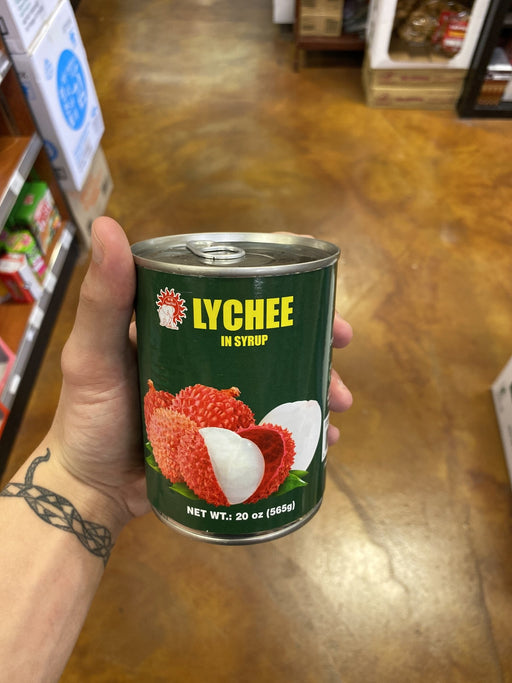 LYCHEE
IN SYRUP
NET WT.: 20 oz (565g)